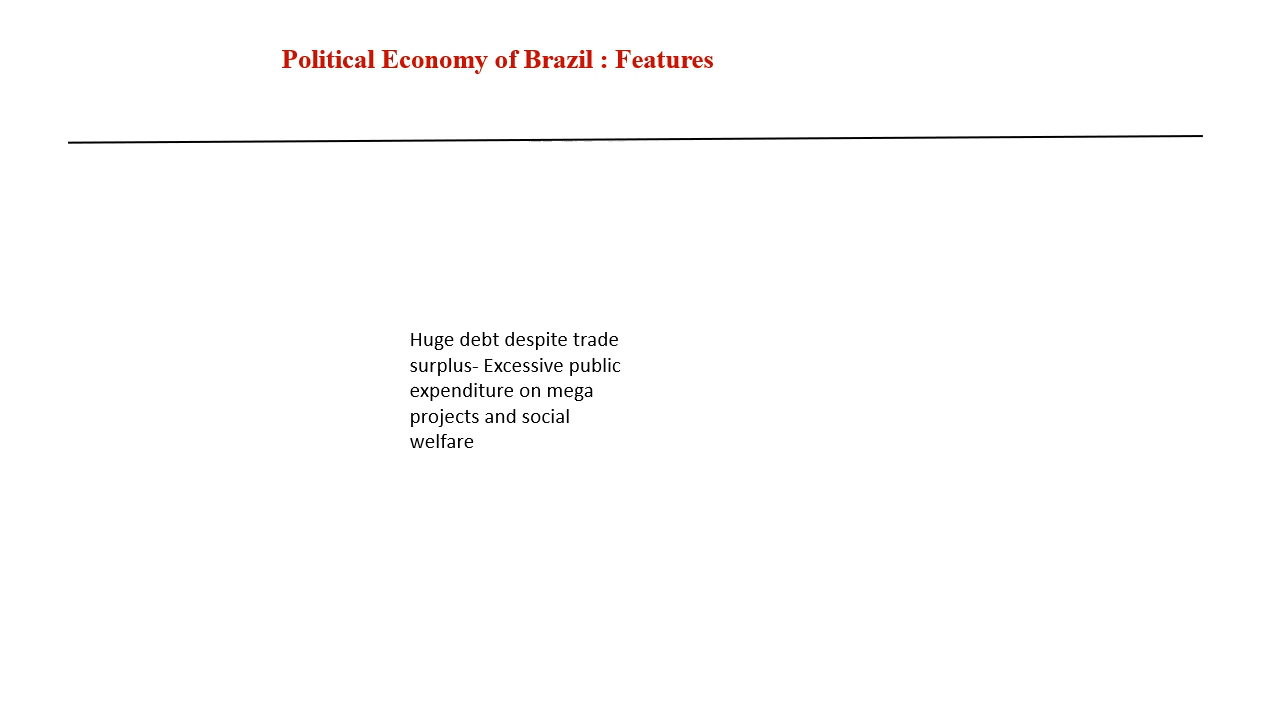 Political Economy of Brazil : Features
Huge debt despite trade
surplus- Excessive public
expenditure on mega
projects and social
welfare